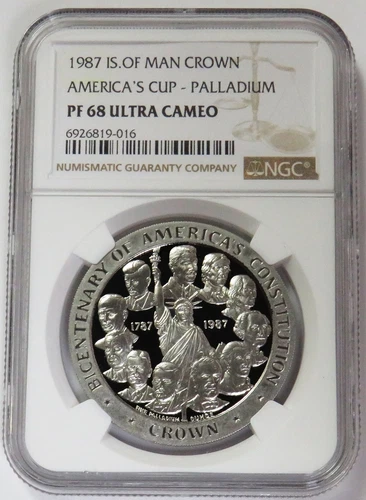 1987 IS.OF MAN CROWN
AMERICA'S CUP - PALLADIUM
PF 68 ULTRA CAMEO
6926819-016
NUMISMATIC GUARANTY COMPANY
NGC
BICENTENARY OF AMERICA'S CONSTITUTION
1787 1987
PALLADIUM
• CROWN •